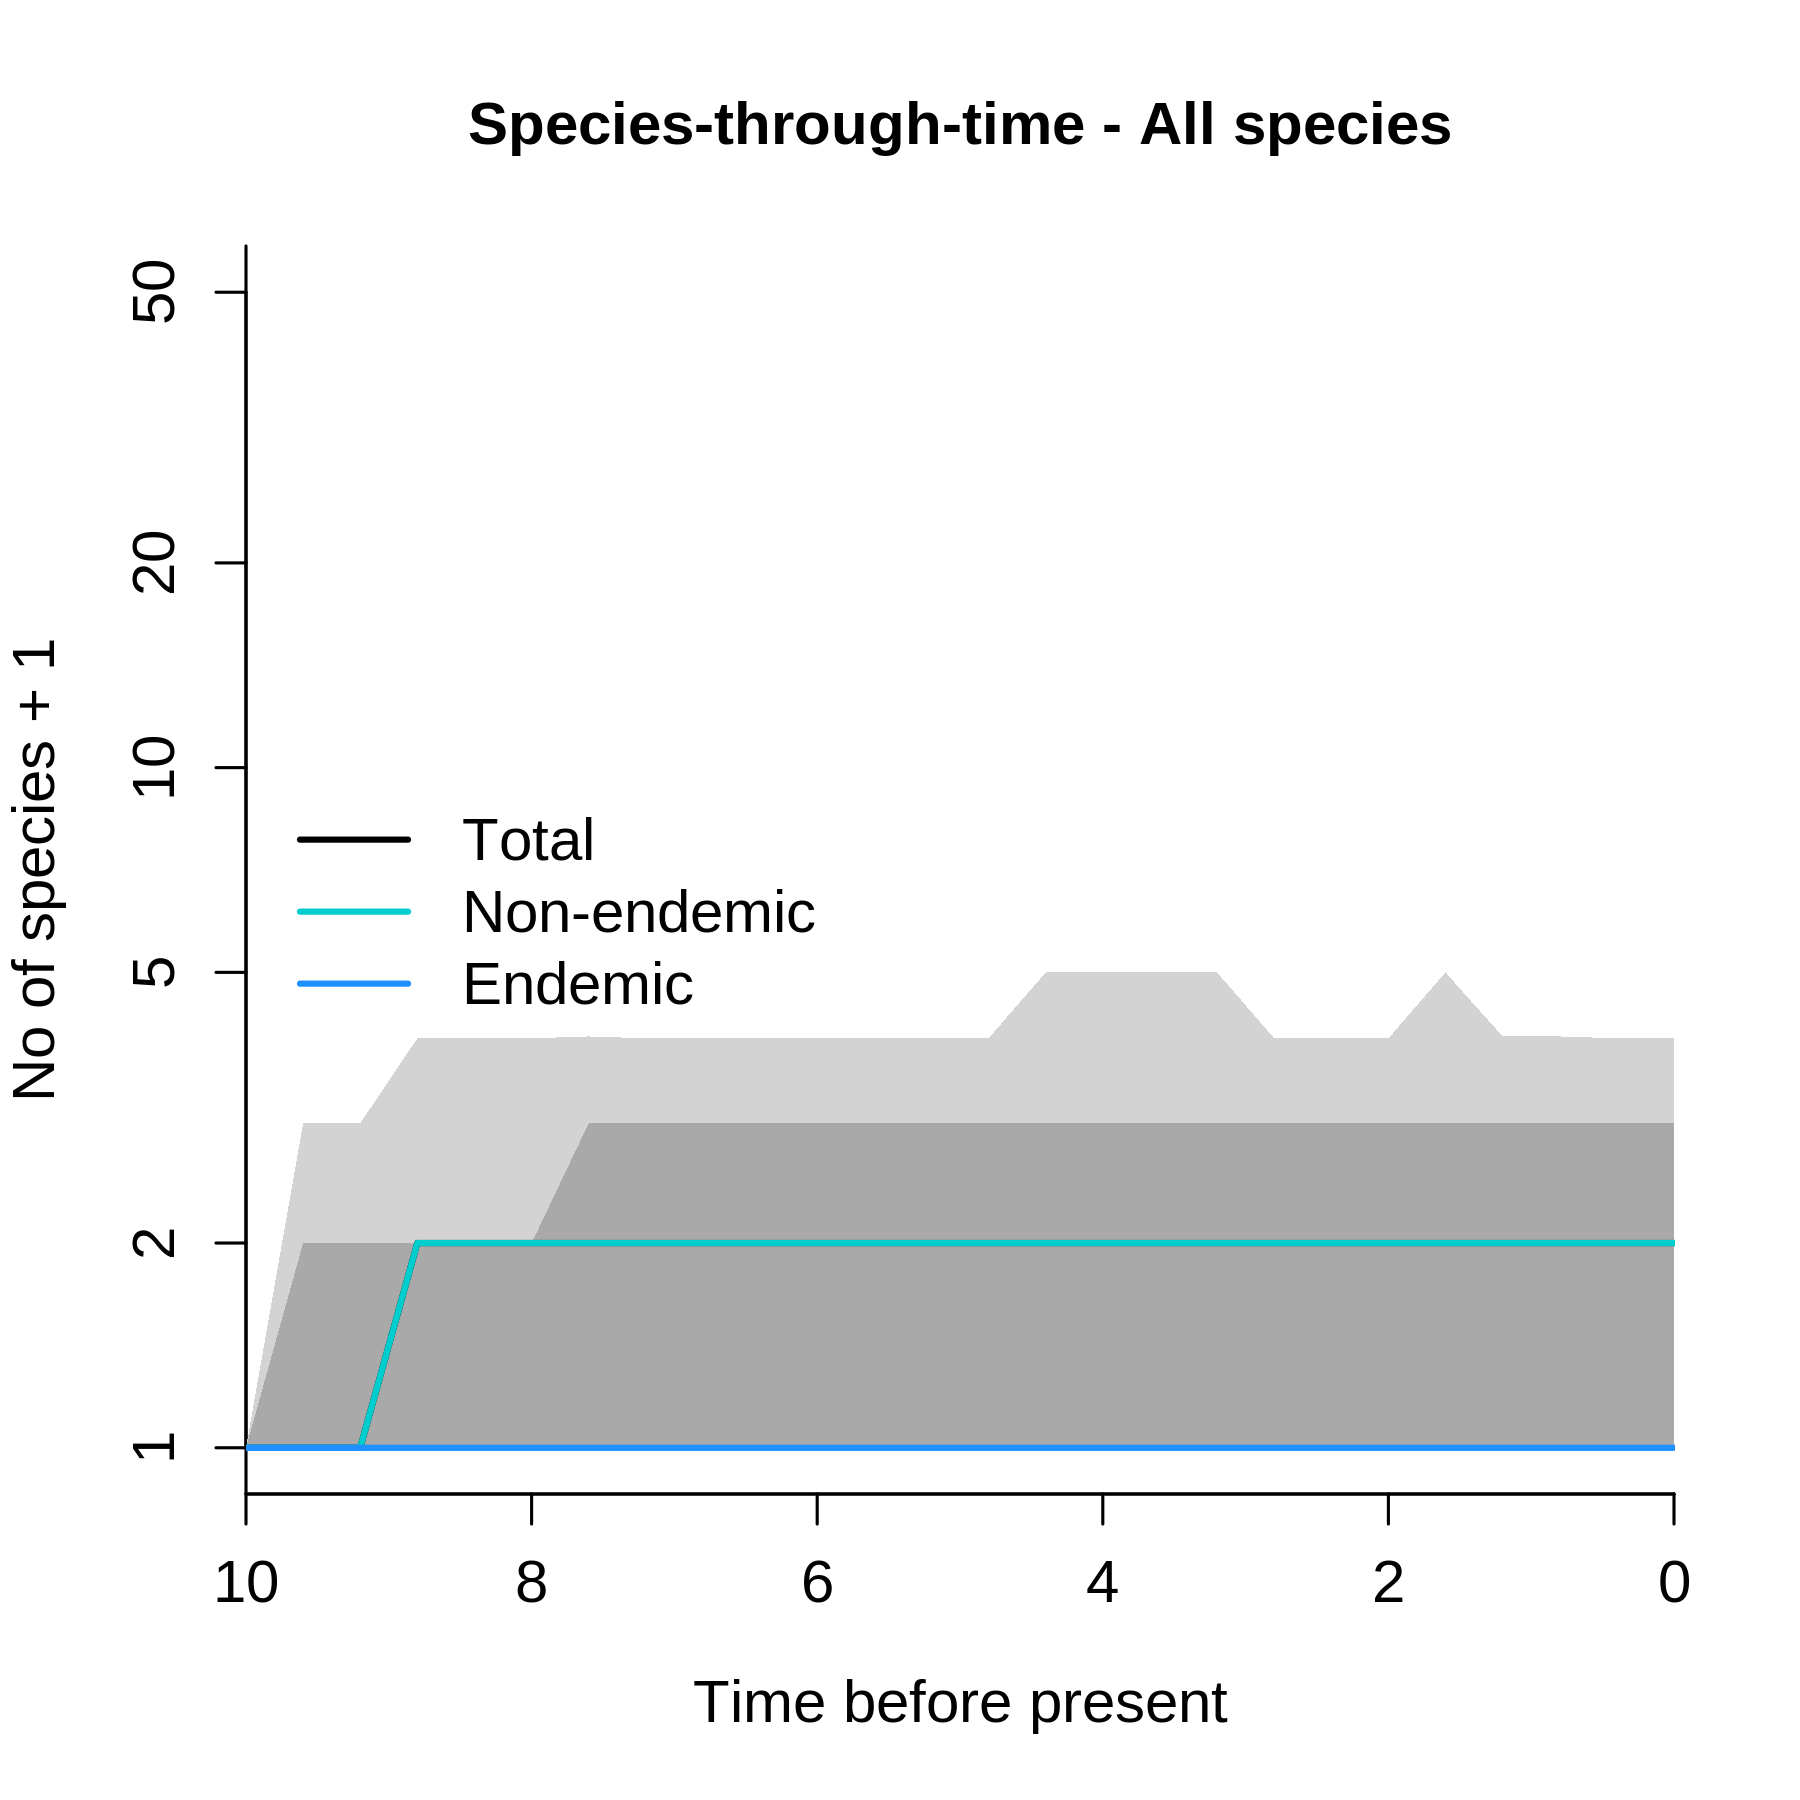 Species-through-time - All species
No of species + 1
50
20
10
5
2
1
Total
Non-endemic
Endemic
10 8 6 4 2 0
Time before present